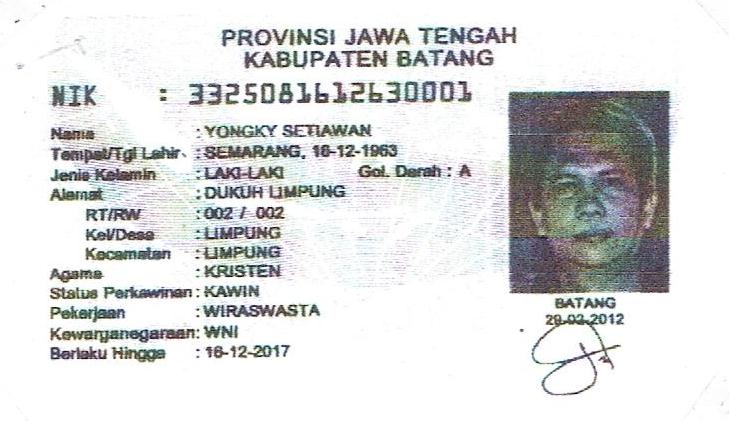 PROVINSI JAWA TENGAH
KABUPATEN BATANG
NIK : 3325081612630001
Nama : YONGKY SETIAWAN
Tempat/Tgl Lahir : SEMARANG, 16-12-1963
Jenis Kelamin : LAKI-LAKI Gol. Darah : A
Alamat : DUKUH LIMPUNG
RT/RW : 002 / 002
Kel/Desa : LIMPUNG
Kecamatan : LIMPUNG
Agama : KRISTEN
Status Perkawinan: KAWIN
Pekerjaan : WIRASWASTA
Kewarganegaraan: WNI
Berlaku Hingga : 16-12-2017
BATANG
29-02-2012